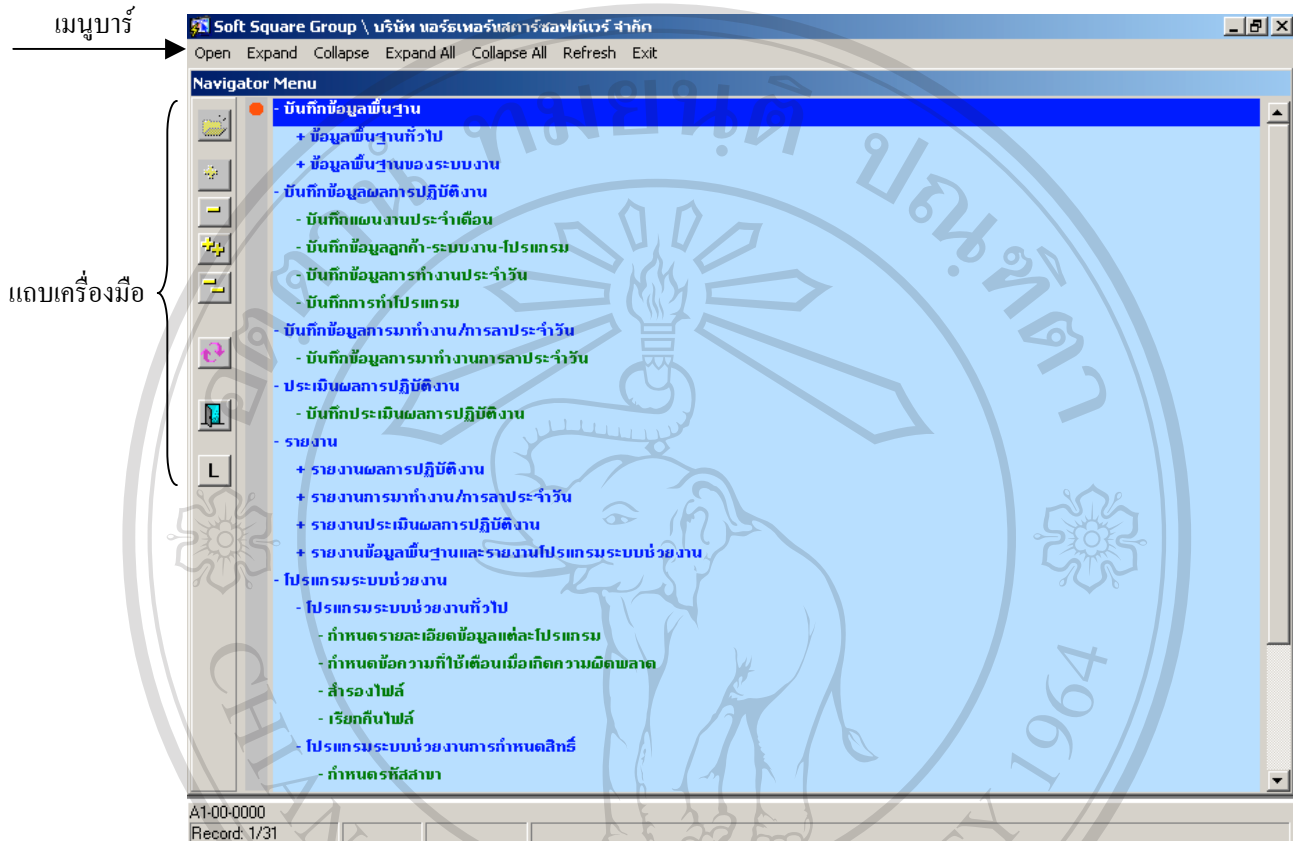 เมนูบาร์
Soft Square Group \ บริษัท นอร์ธเทอร์นสตาร์ซอฟต์แวร์ จำกัด
Open Expand Collapse Expand All Collapse All Refresh Exit
Navigator Menu
- บันทึกข้อมูลพื้นฐาน
+ ข้อมูลพื้นฐานทั่วไป
+ ข้อมูลพื้นฐานของระบบงาน
- บันทึกข้อมูลผลการปฏิบัติงาน
- บันทึกแผนงานประจำเดือน
- บันทึกข้อมูลลูกค้า-ระบบงาน-โปรแกรม
- บันทึกข้อมูลการทำงานประจำวัน
- บันทึกการทำโปรแกรม
- บันทึกข้อมูลการมาทำงาน/การลาประจำวัน
- บันทึกข้อมูลการมาทำงานการลาประจำวัน
- ประเมินผลการปฏิบัติงาน
- บันทึกประเมินผลการปฏิบัติงาน
- รายงาน
+ รายงานผลการปฏิบัติงาน
+ รายงานการมาทำงาน/การลาประจำวัน
+ รายงานประเมินผลการปฏิบัติงาน
+ รายงานข้อมูลพื้นฐานและรายงานโปรแกรมระบบช่วยงาน
- โปรแกรมระบบช่วยงาน
- โปรแกรมระบบช่วยงานทั่วไป
- กำหนดรายละเอียดข้อมูลแต่ละโปรแกรม
- กำหนดข้อความที่ใช้เตือนเมื่อเกิดความผิดพลาด
- สำรองไฟล์
- เรียกคืนไฟล์
- โปรแกรมระบบช่วยงานการกำหนดสิทธิ์
- กำหนดรหัสสาขา
แถบเครื่องมือ
L
A1-00-0000
Record: 1/31
1964